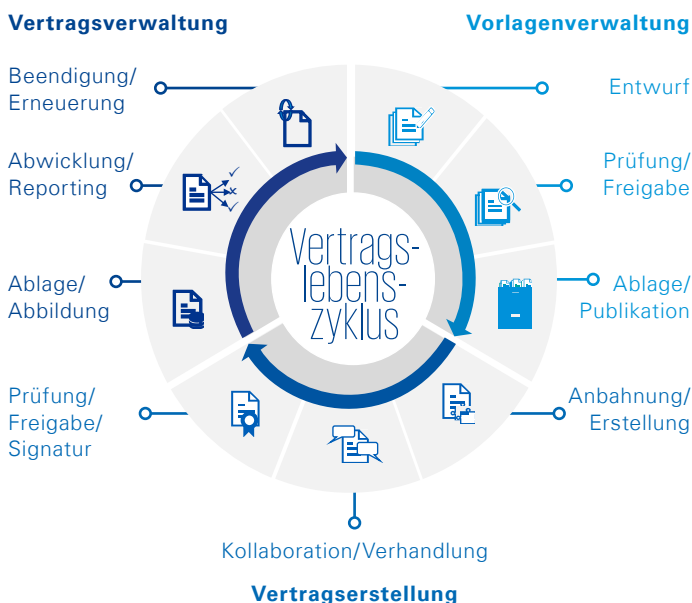 Vertragsverwaltung
Vorlagenverwaltung
Beendigung/
Erneuerung
Entwurf
Abwicklung/
Reporting
Prüfung/
Freigabe
Vertrags-
lebens-
zyklus
Ablage/
Abbildung
Ablage/
Publikation
Prüfung/
Freigabe/
Signatur
Anbahnung/
Erstellung
Kollaboration/Verhandlung
Vertragserstellung